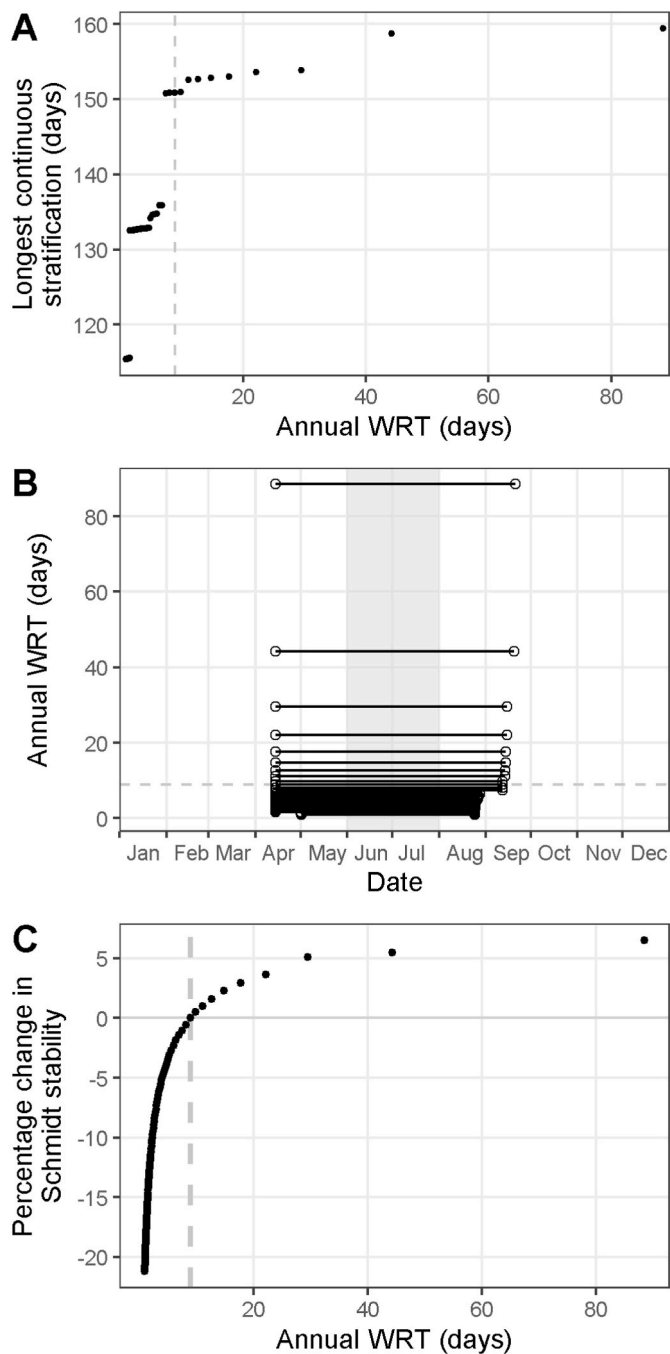 A
Longest continuous
stratification (days)
160
150
140
130
120
20 40 60 80
Annual WRT (days)
B
Annual WRT (days)
80
60
40
20
0
Jan Feb Mar Apr May Jun Jul Aug Sep Oct Nov Dec
Date
C
Percentage change in
Schmidt stability
5
0
-5
-10
-15
-20
20 40 60 80
Annual WRT (days)